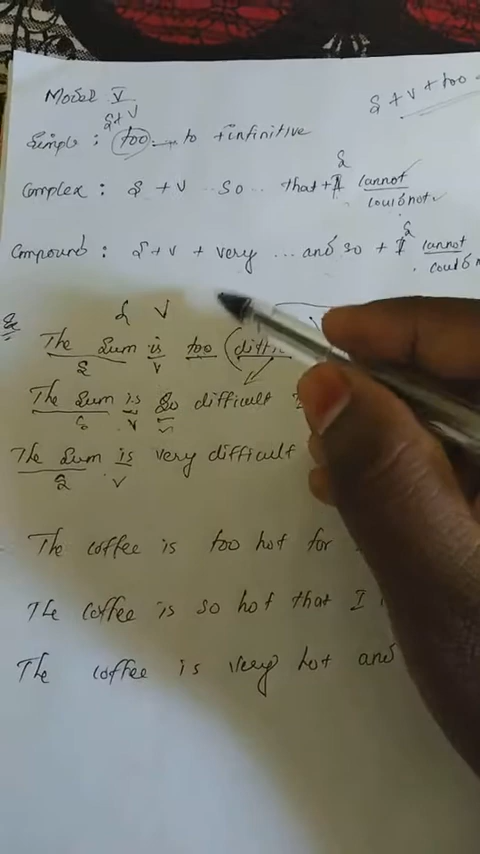 Model V
S + V + too
S+V
Simple : too ... to + infinitive
S
Complex : S + V .. so .. that + I cannot
could not
S
Compound : S + V + very ... and so + I cannot
could n
S V
Ex
The Sum is too difficult
S V
The Sum is so difficult
S V
The Sum is very difficult
S V
The coffee is too hot for
The coffee is so hot that I
The coffee is very hot and